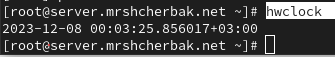 [root@server.mrshcherbak.net ~]# hwclock
2023-12-08 00:03:25.856017+03:00
[root@server.mrshcherbak.net ~]#